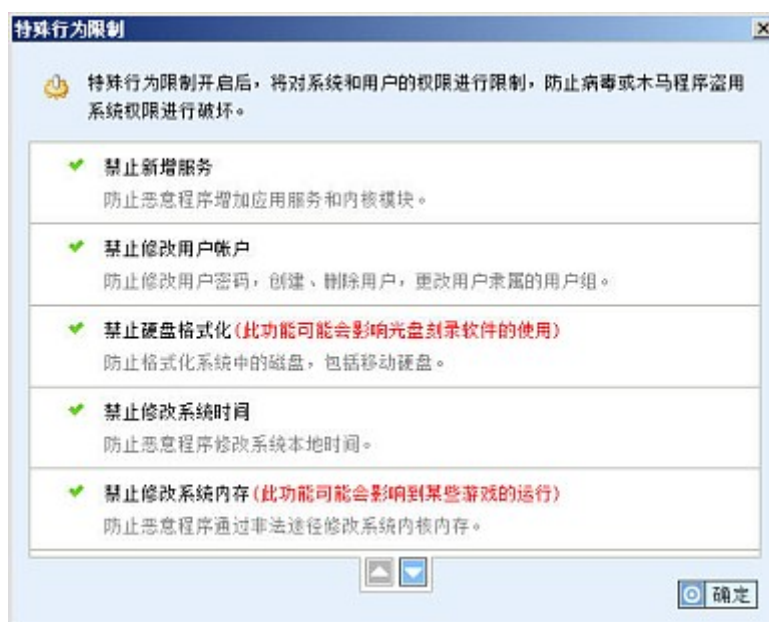 特殊行为限制
特殊行为限制开启后，将对系统和用户的权限进行限制，防止病毒或木马程序盗用
系统权限进行破坏。
禁止新增服务
防止恶意程序增加应用服务和内核模块。
禁止修改用户帐户
防止修改用户密码，创建、删除用户，更改用户隶属的用户组。
禁止硬盘格式化(此功能可能会影响光盘刻录软件的使用)
防止格式化系统中的磁盘，包括移动硬盘。
禁止修改系统时间
防止恶意程序修改系统本地时间。
禁止修改系统内存(此功能可能会影响到某些游戏的运行)
防止恶意程序通过非法途径修改系统内核内存。
确定